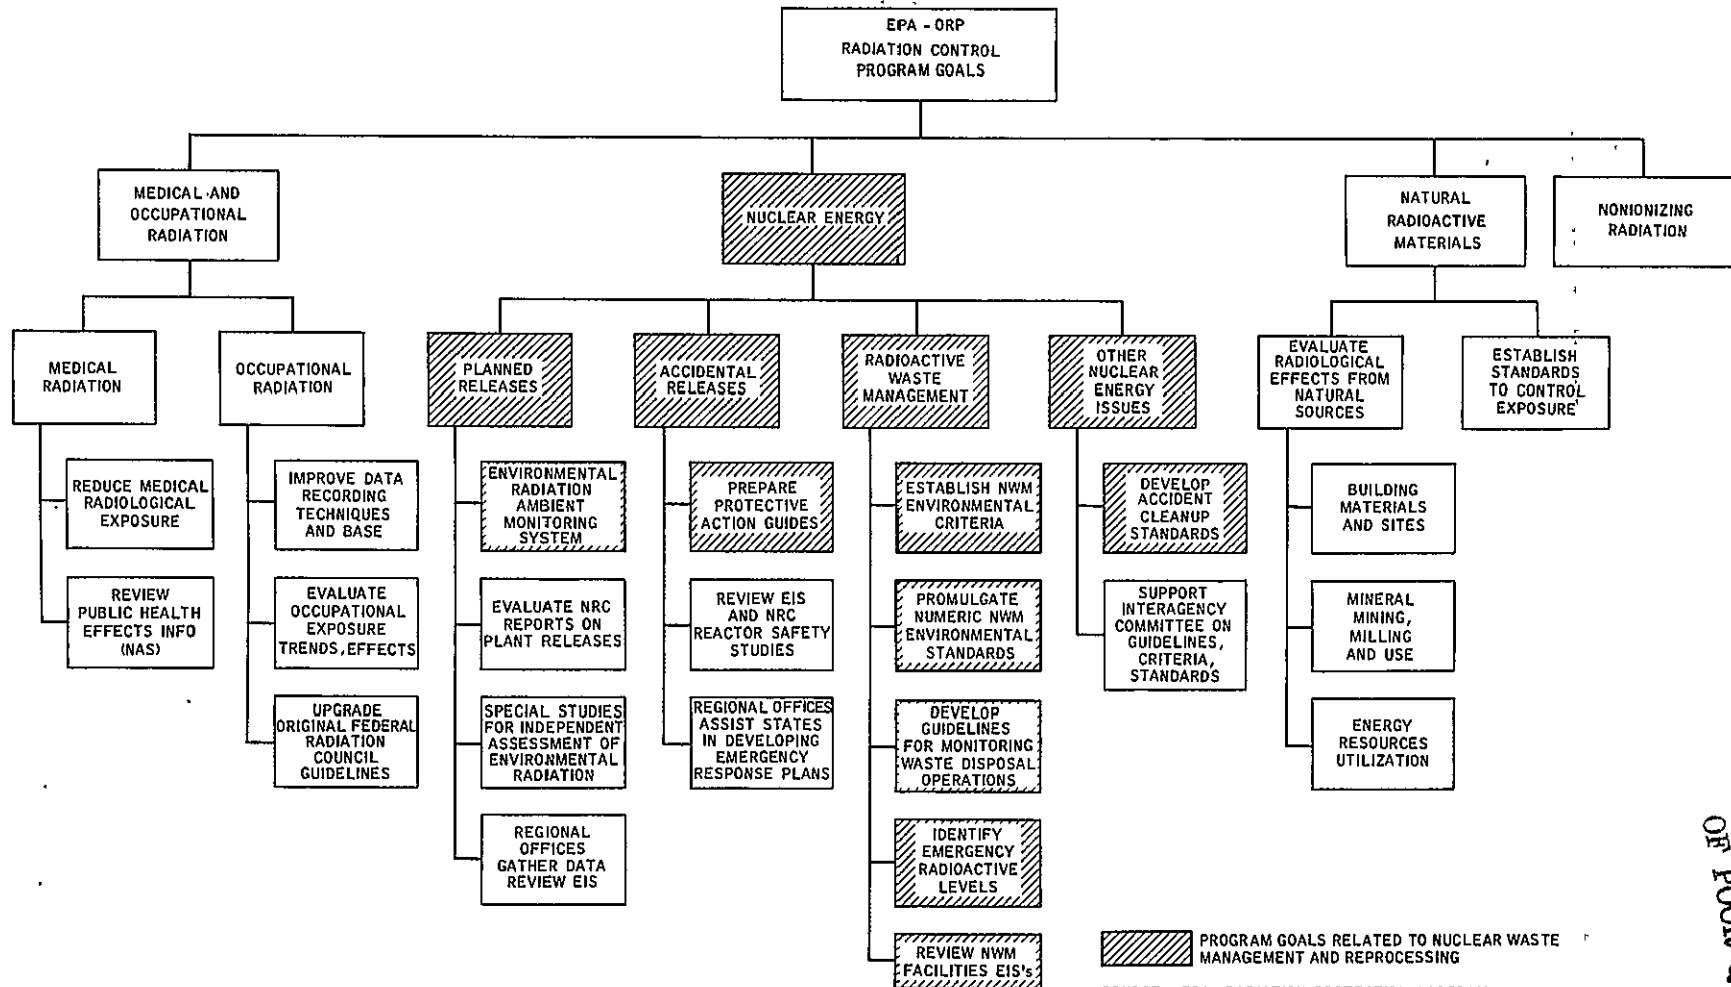 EPA - ORP
RADIATION CONTROL
PROGRAM GOALS
MEDICAL AND
OCCUPATIONAL
RADIATION
NUCLEAR ENERGY
NATURAL
RADIOACTIVE
MATERIALS
NONIONIZING
RADIATION
MEDICAL
RADIATION
OCCUPATIONAL
RADIATION
PLANNED
RELEASES
ACCIDENTAL
RELEASES
RADIOACTIVE
WASTE
MANAGEMENT
OTHER
NUCLEAR
ENERGY
ISSUES
EVALUATE
RADIOLOGICAL
EFFECTS FROM
NATURAL
SOURCES
ESTABLISH
STANDARDS
TO CONTROL
EXPOSURE
REDUCE MEDICAL
RADIOLOGICAL
EXPOSURE
REVIEW
PUBLIC HEALTH
EFFECTS INFO
(NAS)
IMPROVE DATA
RECORDING
TECHNIQUES
AND BASE
EVALUATE
OCCUPATIONAL
EXPOSURE
TRENDS, EFFECTS
UPGRADE
ORIGINAL FEDERAL
RADIATION
COUNCIL
GUIDELINES
ENVIRONMENTAL
RADIATION
AMBIENT
MONITORING
SYSTEM
EVALUATE NRC
REPORTS ON
PLANT RELEASES
SPECIAL STUDIES
FOR INDEPENDENT
ASSESSMENT OF
ENVIRONMENTAL
RADIATION
REGIONAL
OFFICES
GATHER DATA
REVIEW EIS
PREPARE
PROTECTIVE
ACTION GUIDES
REVIEW EIS
AND NRC
REACTOR SAFETY
STUDIES
REGIONAL OFFICES
ASSIST STATES
IN DEVELOPING
EMERGENCY
RESPONSE PLANS
ESTABLISH NWM
ENVIRONMENTAL
CRITERIA
PROMULGATE
NUMERIC NWM
ENVIRONMENTAL
STANDARDS
DEVELOP
GUIDELINES
FOR MONITORING
WASTE DISPOSAL
OPERATIONS
IDENTIFY
EMERGENCY
RADIOACTIVE
LEVELS
REVIEW NWM
FACILITIES EIS's
DEVELOP
ACCIDENT
CLEANUP
STANDARDS
SUPPORT
INTERAGENCY
COMMITTEE ON
GUIDELINES,
CRITERIA,
STANDARDS
BUILDING
MATERIALS
AND SITES
MINERAL
MINING,
MILLING
AND USE
ENERGY
RESOURCES
UTILIZATION
PROGRAM GOALS RELATED TO NUCLEAR WASTE
MANAGEMENT AND REPROCESSING
OF POOR